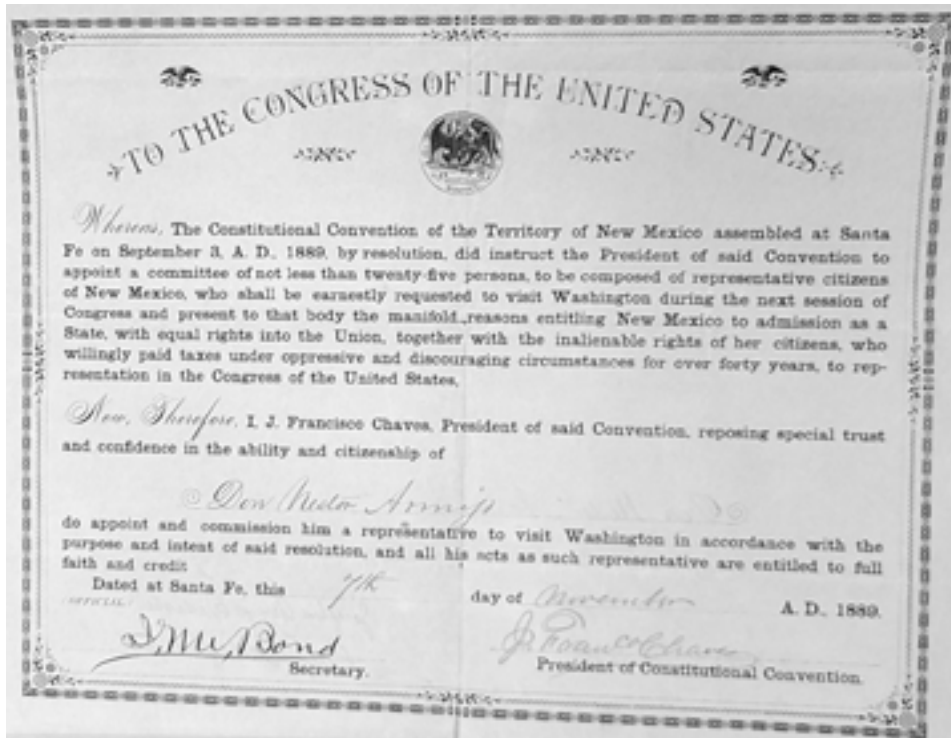 TO THE CONGRESS OF THE UNITED STATES.
Whereas, The Constitutional Convention of the Territory of New Mexico assembled at Santa
Fe on September 3, A. D., 1889, by resolution, did instruct the President of said Convention to
appoint a committee of not less than twenty-five persons, to be composed of representative citizens
of New Mexico, who shall be earnestly requested to visit Washington during the next session of
Congress and present to that body the manifold reasons entitling New Mexico to admission as a
State, with equal rights into the Union, together with the inalienable rights of her citizens, who
willingly paid taxes under oppressive and discouraging circumstances for over forty years, to rep-
resentation in the Congress of the United States,
Now, Therefore, I, J. Francisco Chaves, President of said Convention, reposing special trust
and confidence in the ability and citizenship of
Don Nestor Armijo
do appoint and commission him a representative to visit Washington in accordance with the
purpose and intent of said resolution, and all his acts as such representative are entitled to full
faith and credit
Dated at Santa Fe, this 7th day of November A. D., 1889.
OFFICIAL:
Bond
Secretary.
J. Franco Chaves
President of Constitutional Convention.